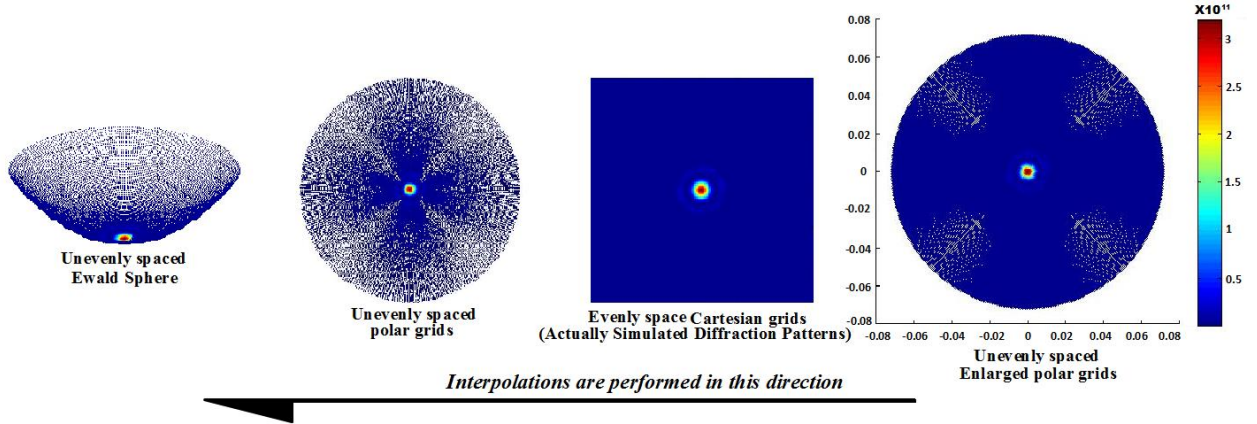 X10¹¹
3
2.5
2
1.5
1
0.5
0.08
0.06
0.04
0.02
0
-0.02
-0.04
-0.06
-0.08
-0.08 -0.06 -0.04 -0.02 0 0.02 0.04 0.06 0.08
Unevenly spaced
Ewald Sphere
Unevenly spaced
polar grids
Evenly space Cartesian grids
(Actually Simulated Diffraction Patterns)
Unevenly spaced
Enlarged polar grids
Interpolations are performed in this direction